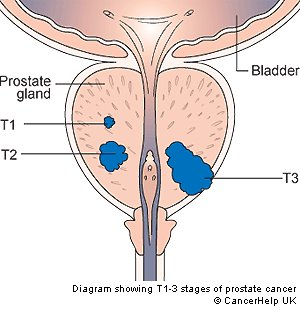 Bladder
Prostate
gland
T1
T2
T3
Diagram showing T1-3 stages of prostate cancer
© CancerHelp UK